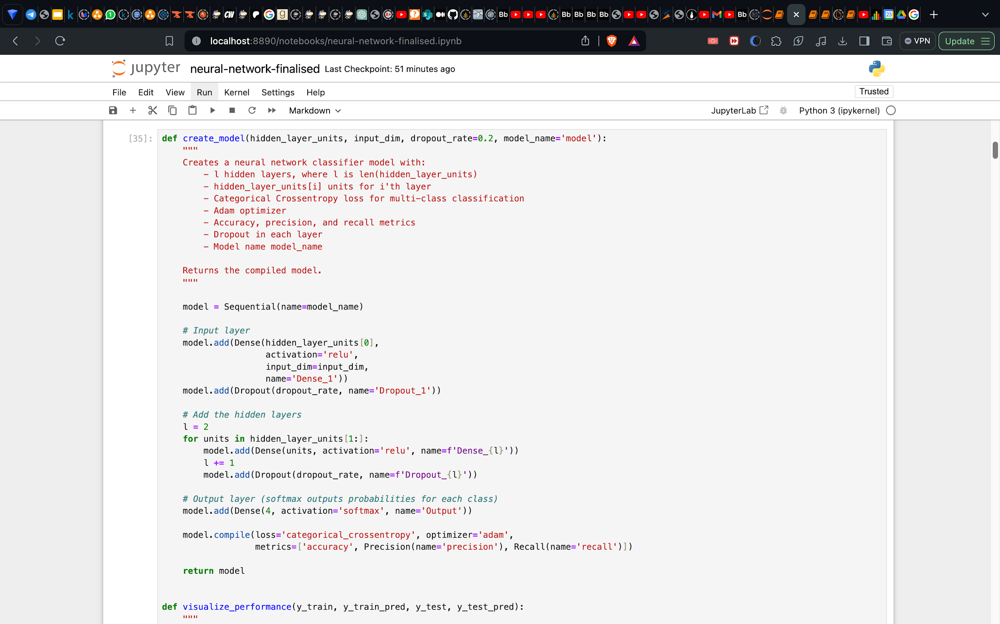 localhost:8890/notebooks/neural-network-finalised.ipynb
VPN
Update
jupyter
neural-network-finalised Last Checkpoint: 51 minutes ago
File Edit View Run Kernel Settings Help
Trusted
Markdown
JupyterLab
Python 3 (ipykernel)
[35]:
def create_model(hidden_layer_units, input_dim, dropout_rate=0.2, model_name='model'):
    """
    Creates a neural network classifier model with:
        - l hidden layers, where l is len(hidden_layer_units)
        - hidden_layer_units[i] units for i'th layer
        - Categorical Crossentropy loss for multi-class classification
        - Adam optimizer
        - Accuracy, precision, and recall metrics
        - Dropout in each layer
        - Model name model_name

    Returns the compiled model.
    """

    model = Sequential(name=model_name)

    # Input layer
    model.add(Dense(hidden_layer_units[0],
                    activation='relu',
                    input_dim=input_dim,
                    name='Dense_1'))
    model.add(Dropout(dropout_rate, name='Dropout_1'))

    # Add the hidden layers
    l = 2
    for units in hidden_layer_units[1:]:
        model.add(Dense(units, activation='relu', name=f'Dense_{l}'))
        l += 1
        model.add(Dropout(dropout_rate, name=f'Dropout_{l}'))

    # Output layer (softmax outputs probabilities for each class)
    model.add(Dense(4, activation='softmax', name='Output'))

    model.compile(loss='categorical_crossentropy', optimizer='adam',
                  metrics=['accuracy', Precision(name='precision'), Recall(name='recall')])

    return model

def visualize_performance(y_train, y_train_pred, y_test, y_test_pred):
    """